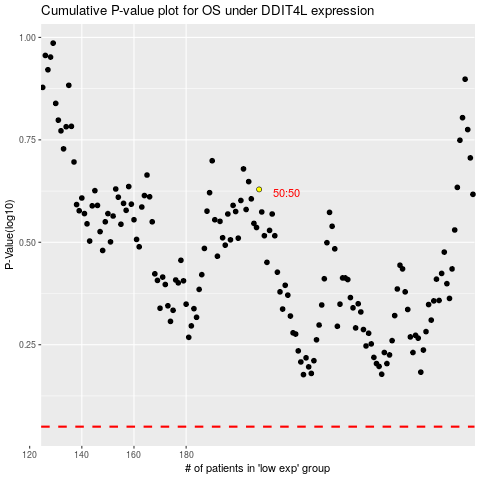 Cumulative P-value plot for OS under DDIT4L expression
1.00
0.75
P-Value(log10)
50:50
0.50
0.25
120 140 160 180
# of patients in 'low exp' group